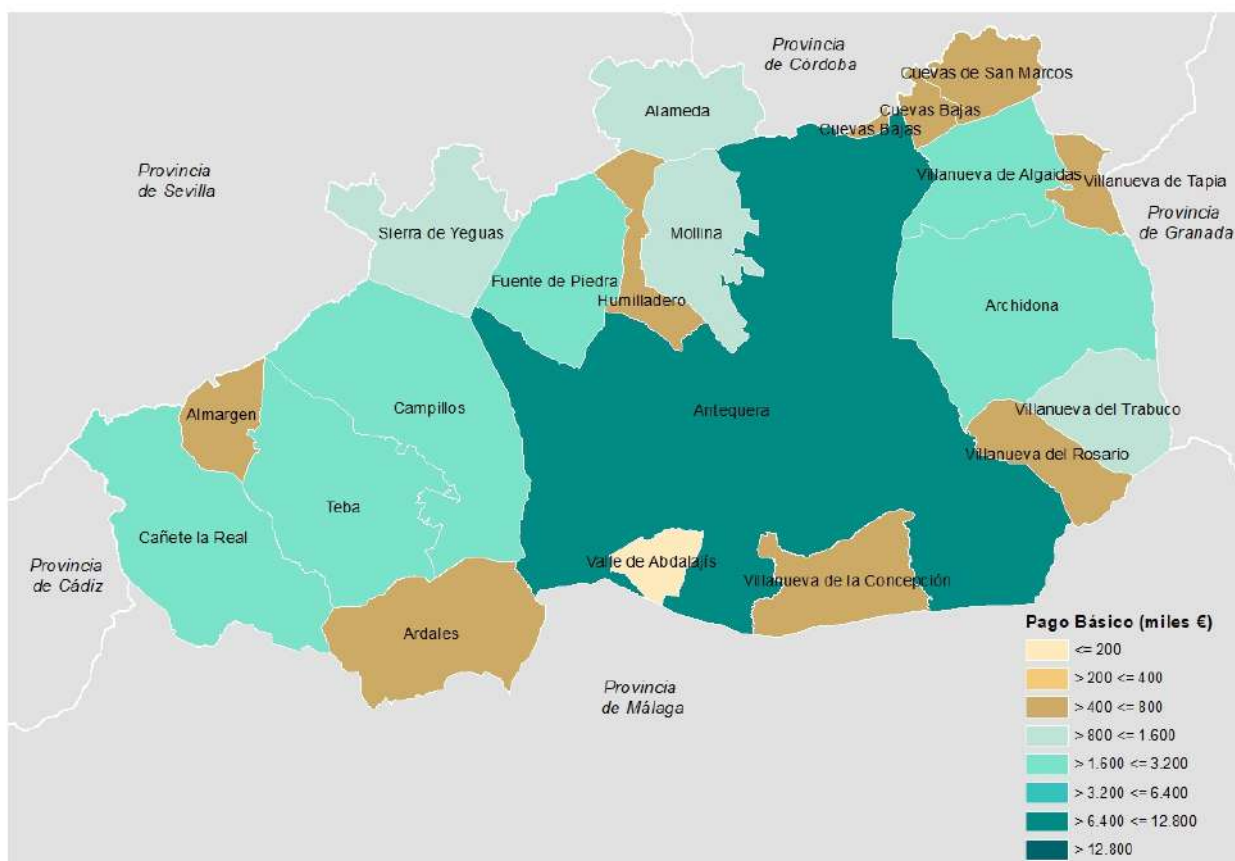 Provincia
de Córdoba
Cuevas de San Marcos
Alameda
Cuevas Bajas
Cuevas Bajas
Provincia
de Sevilla
Villanueva de Algaidas
Villanueva de Tapia
Sierra de Yeguas
Mollina
Provincia
de Granada
Fuente de Piedra
Humilladero
Archidona
Almargen
Campillos
Antequera
Villanueva del Trabuco
Villanueva del Rosario
Teba
Cañete la Real
Provincia
de Cádiz
Valle de Abdalajís
Villanueva de la Concepción
Ardales
Provincia
de Málaga
Pago Básico (miles €)
<= 200
> 200 <= 400
> 400 <= 800
> 800 <= 1.600
> 1.600 <= 3.200
> 3.200 <= 6.400
> 6.400 <= 12.800
> 12.800